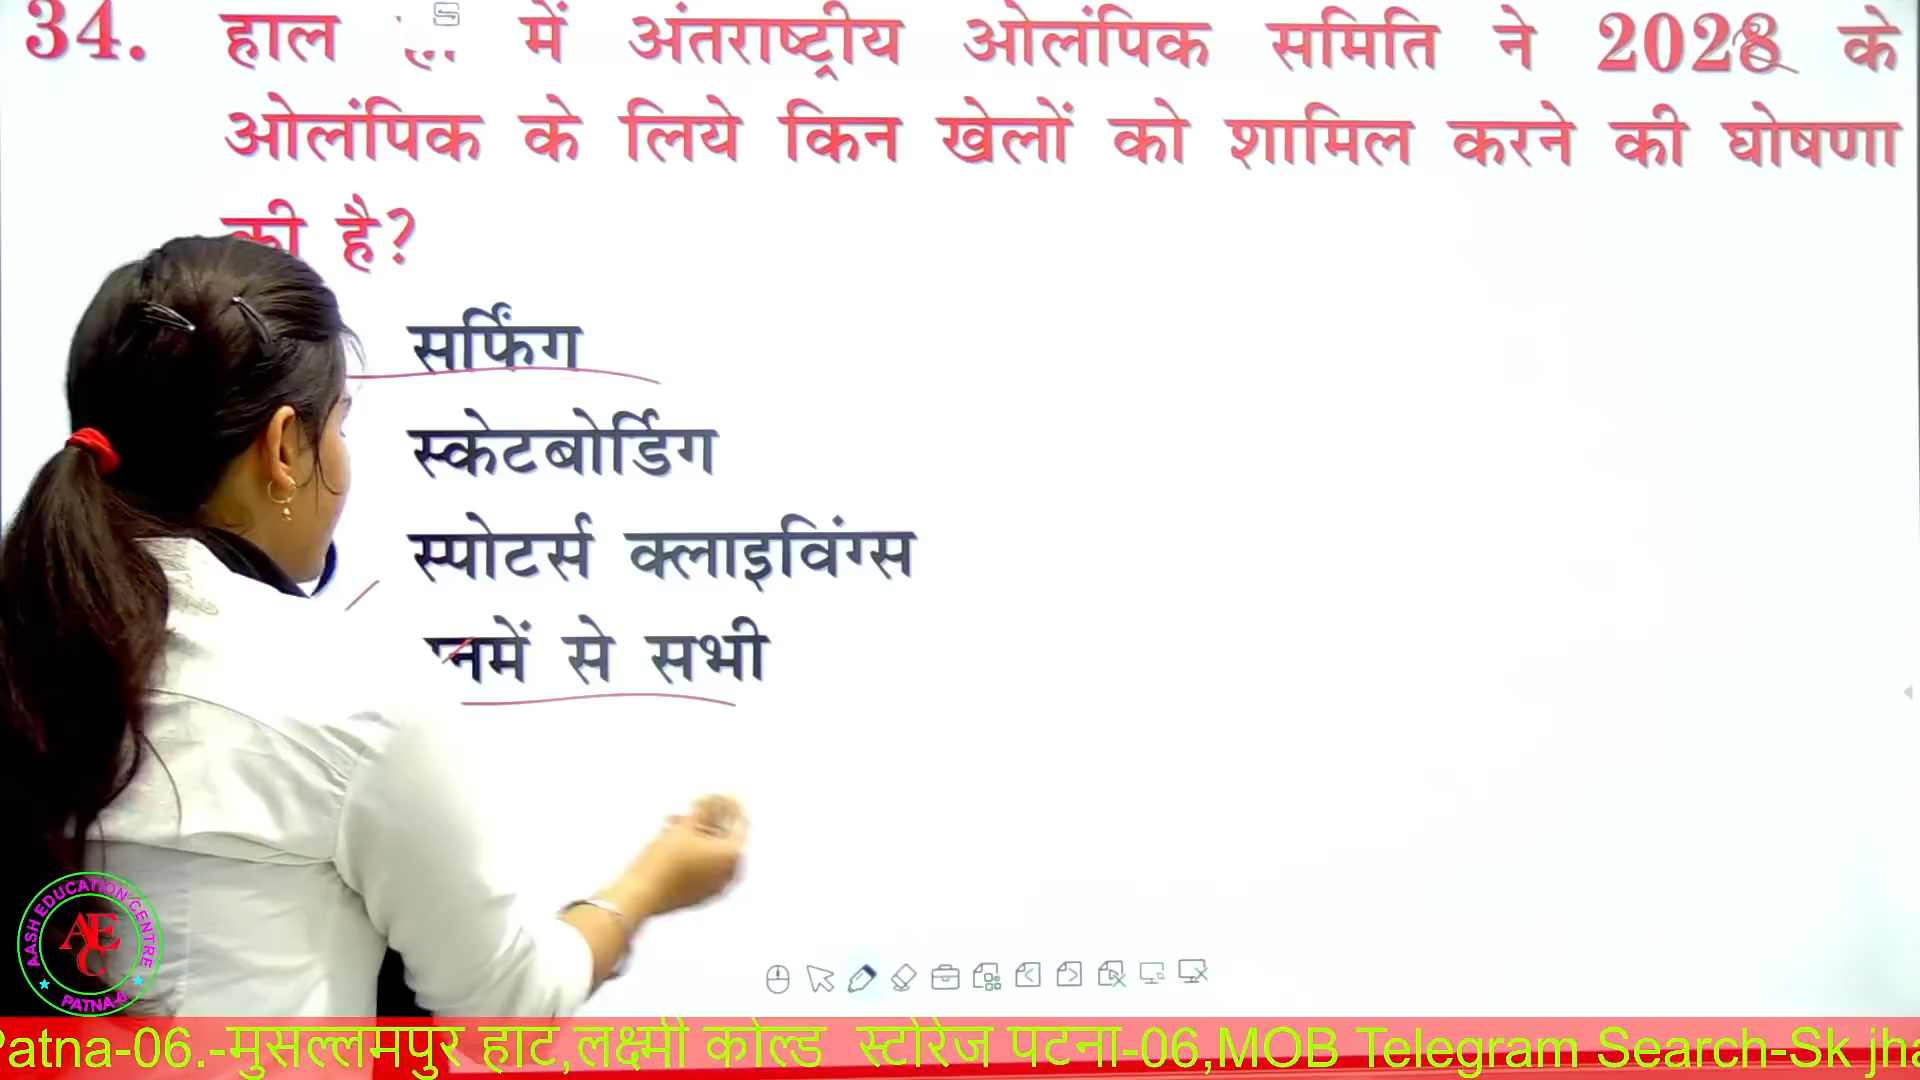 34. हाल में अंतराष्ट्रीय ओलंपिक समिति ने 2028 के
ओलंपिक के लिये किन खेलों को शामिल करने की घोषणा
की है?
सर्फिंग
स्केटबोर्डिग
स्पोटर्स क्लाइविंग्स
से सभी
AASH EDUCATION CENTRE
AEC
PATNA-6
Patna-06.-मुसल्लमपुर हाट,लक्ष्मी कोल्ड स्टोरेज पटना-06,MOB Telegram Search-Sk jha